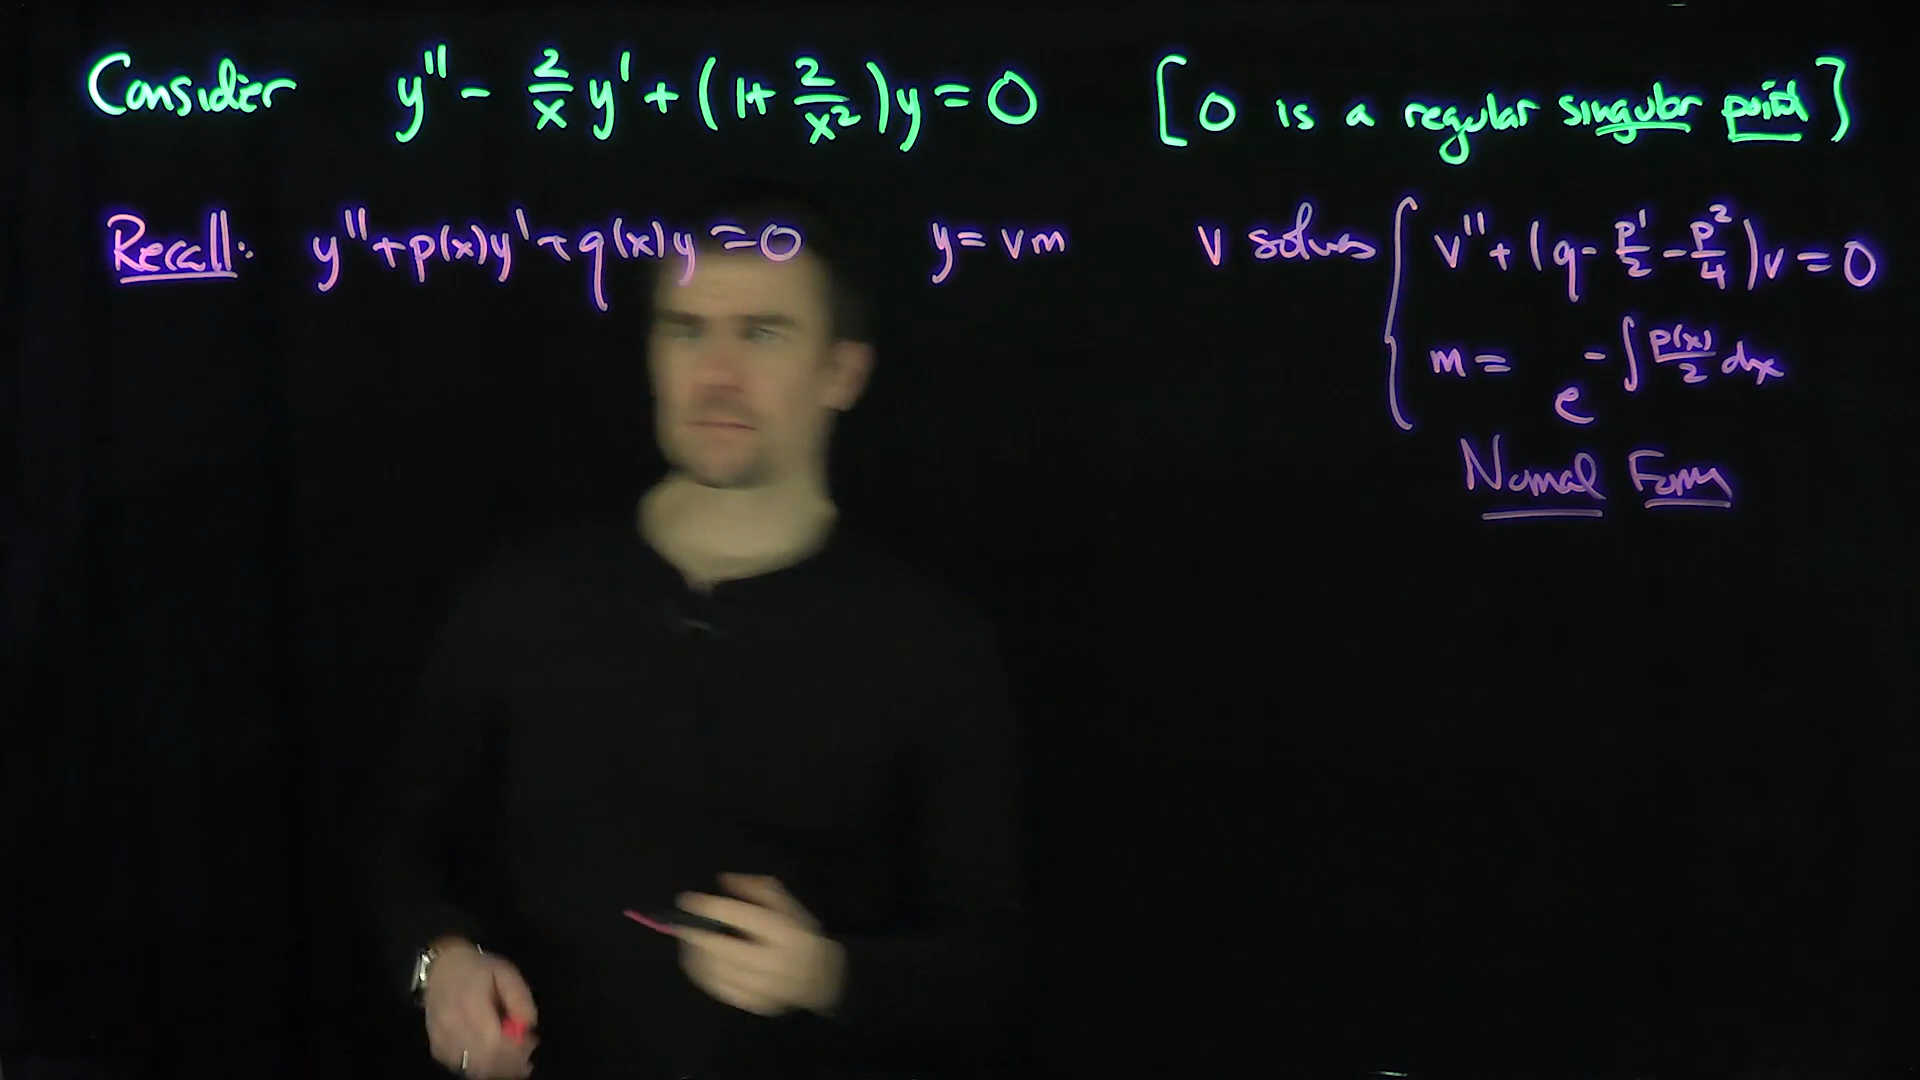 Consider y'' - 2/x y' + (1 + 2/x²)y = 0 [0 is a regular singular point]
Recall: y'' + p(x)y' + q(x)y = 0 y = vm v solves { v'' + (q - p'/2 - p²/4)v = 0
m = e^{-∫ p(x)/2 dx}
Normal Form